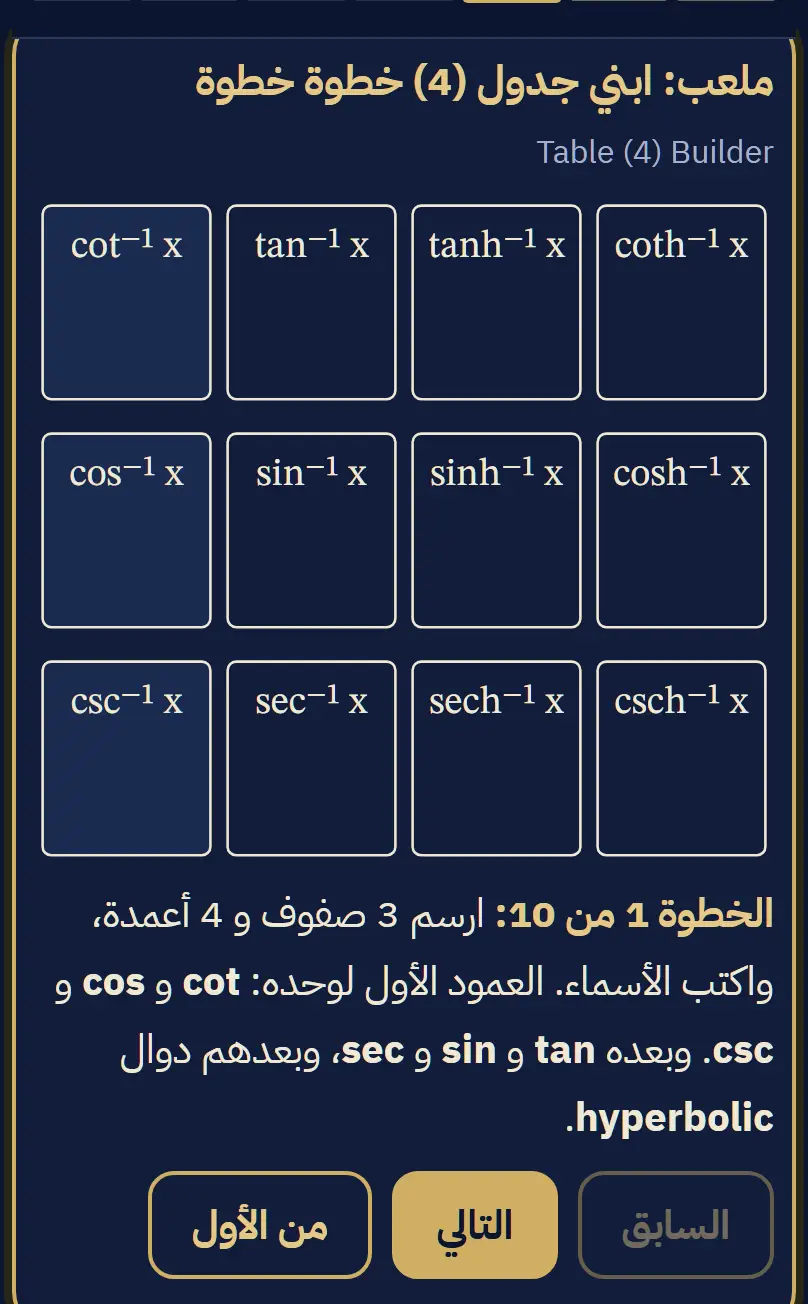 ملعب: ابني جدول (4) خطوة خطوة
Table (4) Builder
cot⁻¹ x tan⁻¹ x tanh⁻¹ x coth⁻¹ x
cos⁻¹ x sin⁻¹ x sinh⁻¹ x cosh⁻¹ x
csc⁻¹ x sec⁻¹ x sech⁻¹ x csch⁻¹ x
الخطوة 1 من 10: ارسم 3 صفوف و 4 أعمدة،
واكتب الأسماء. العمود الأول لوحده: cot و cos و
csc. وبعده tan و sin و sec، وبعدهم دوال
hyperbolic.
السابق التالي من الأول